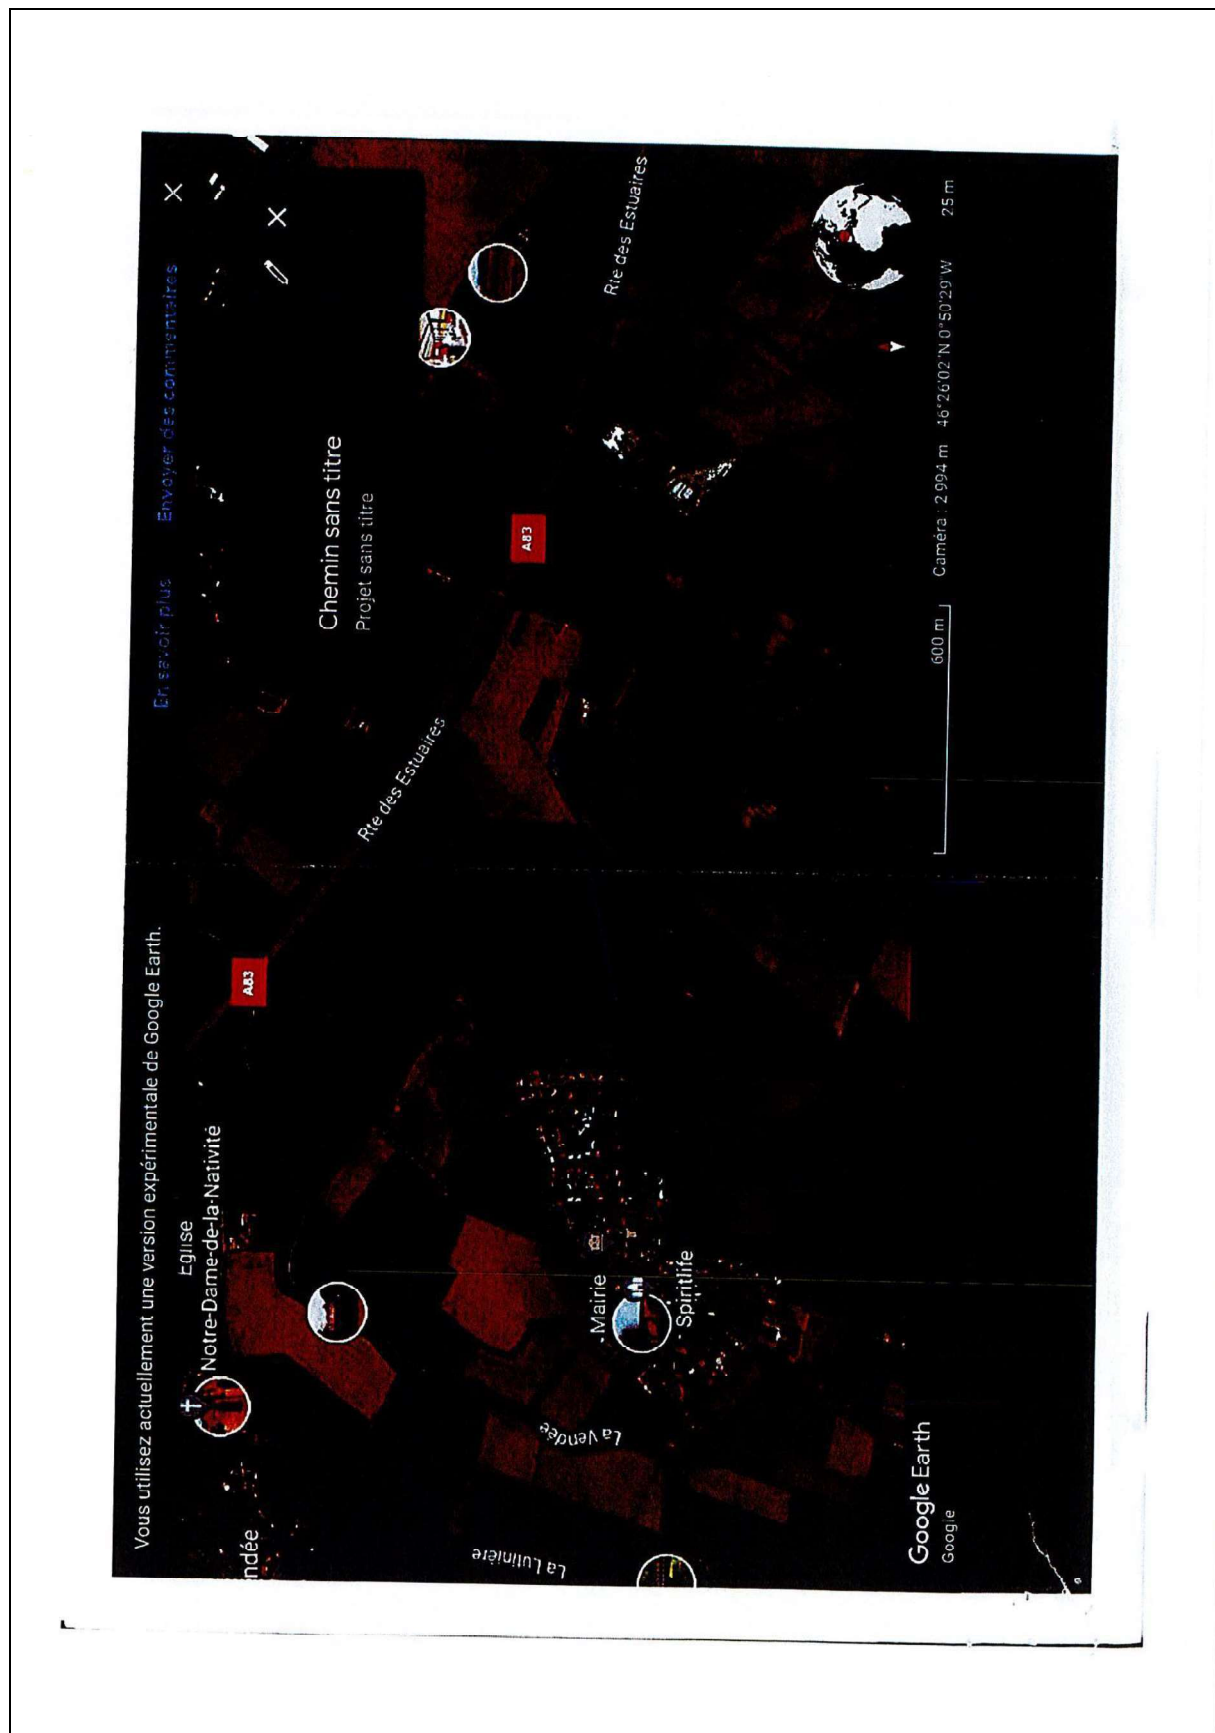 Vous utilisez actuellement une version expérimentale de Google Earth.
En savoir plus
Envoyer des commentaires
Eglise
Notre-Dame-de-la-Nativité
ndée
A83
Chemin sans titre
Projet sans titre
Rte des Estuaires
A83
Rte des Estuaires
La Lutinière
La Vendée
Mairie
Spiritlife
Google Earth
Google
600 m
Caméra : 2 994 m
46°26'02"N 0°50'29"W
25 m